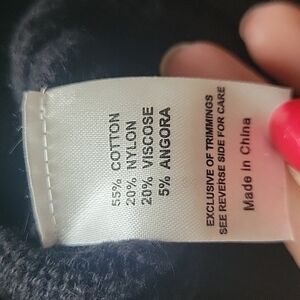 55% COTTON
20% NYLON
20% VISCOSE
5% ANGORA
EXCLUSIVE OF TRIMMINGS
SEE REVERSE SIDE FOR CARE
Made in China